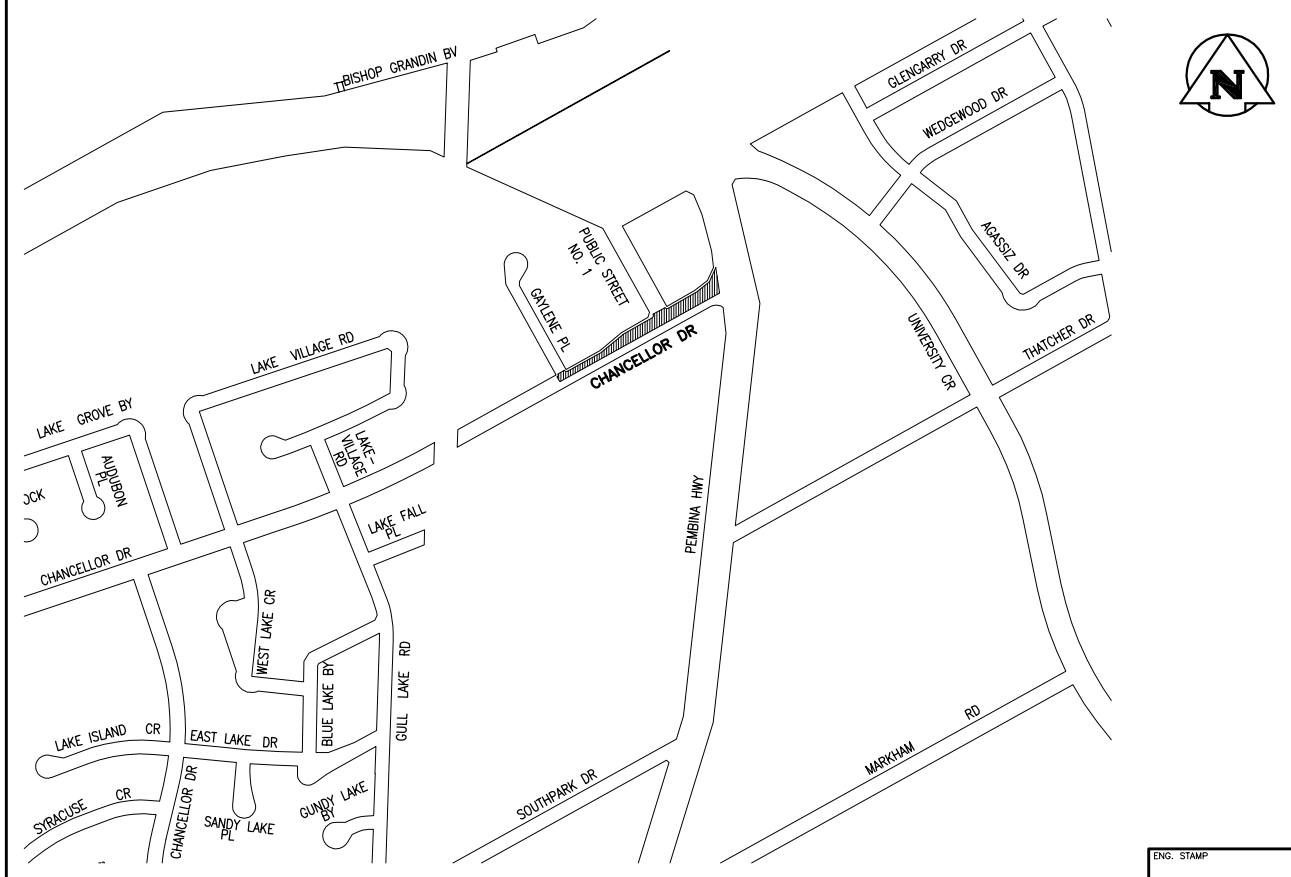 BISHOP GRANDIN BV
GLENGARRY DR
N
WEDGEWOOD DR
PUBLIC STREET
NO. 1
AGASSIZ DR
GAYLENE PL
UNIVERSITY CR
THATCHER DR
CHANCELLOR DR
LAKE VILLAGE RD
LAKE GROVE BY
LAKE-
VILLAGE
RD
AUDUBON
PL
OCK
LAKE FALL
PL
PEMBINA HWY
CHANCELLOR DR
WEST LAKE CR
BLUE LAKE BY
GULL LAKE RD
LAKE ISLAND CR
EAST LAKE DR
MARKHAM RD
SOUTHPARK DR
CHANCELLOR DR
SYRACUSE CR
SANDY LAKE
PL
GUNDY LAKE
BY
ENG. STAMP